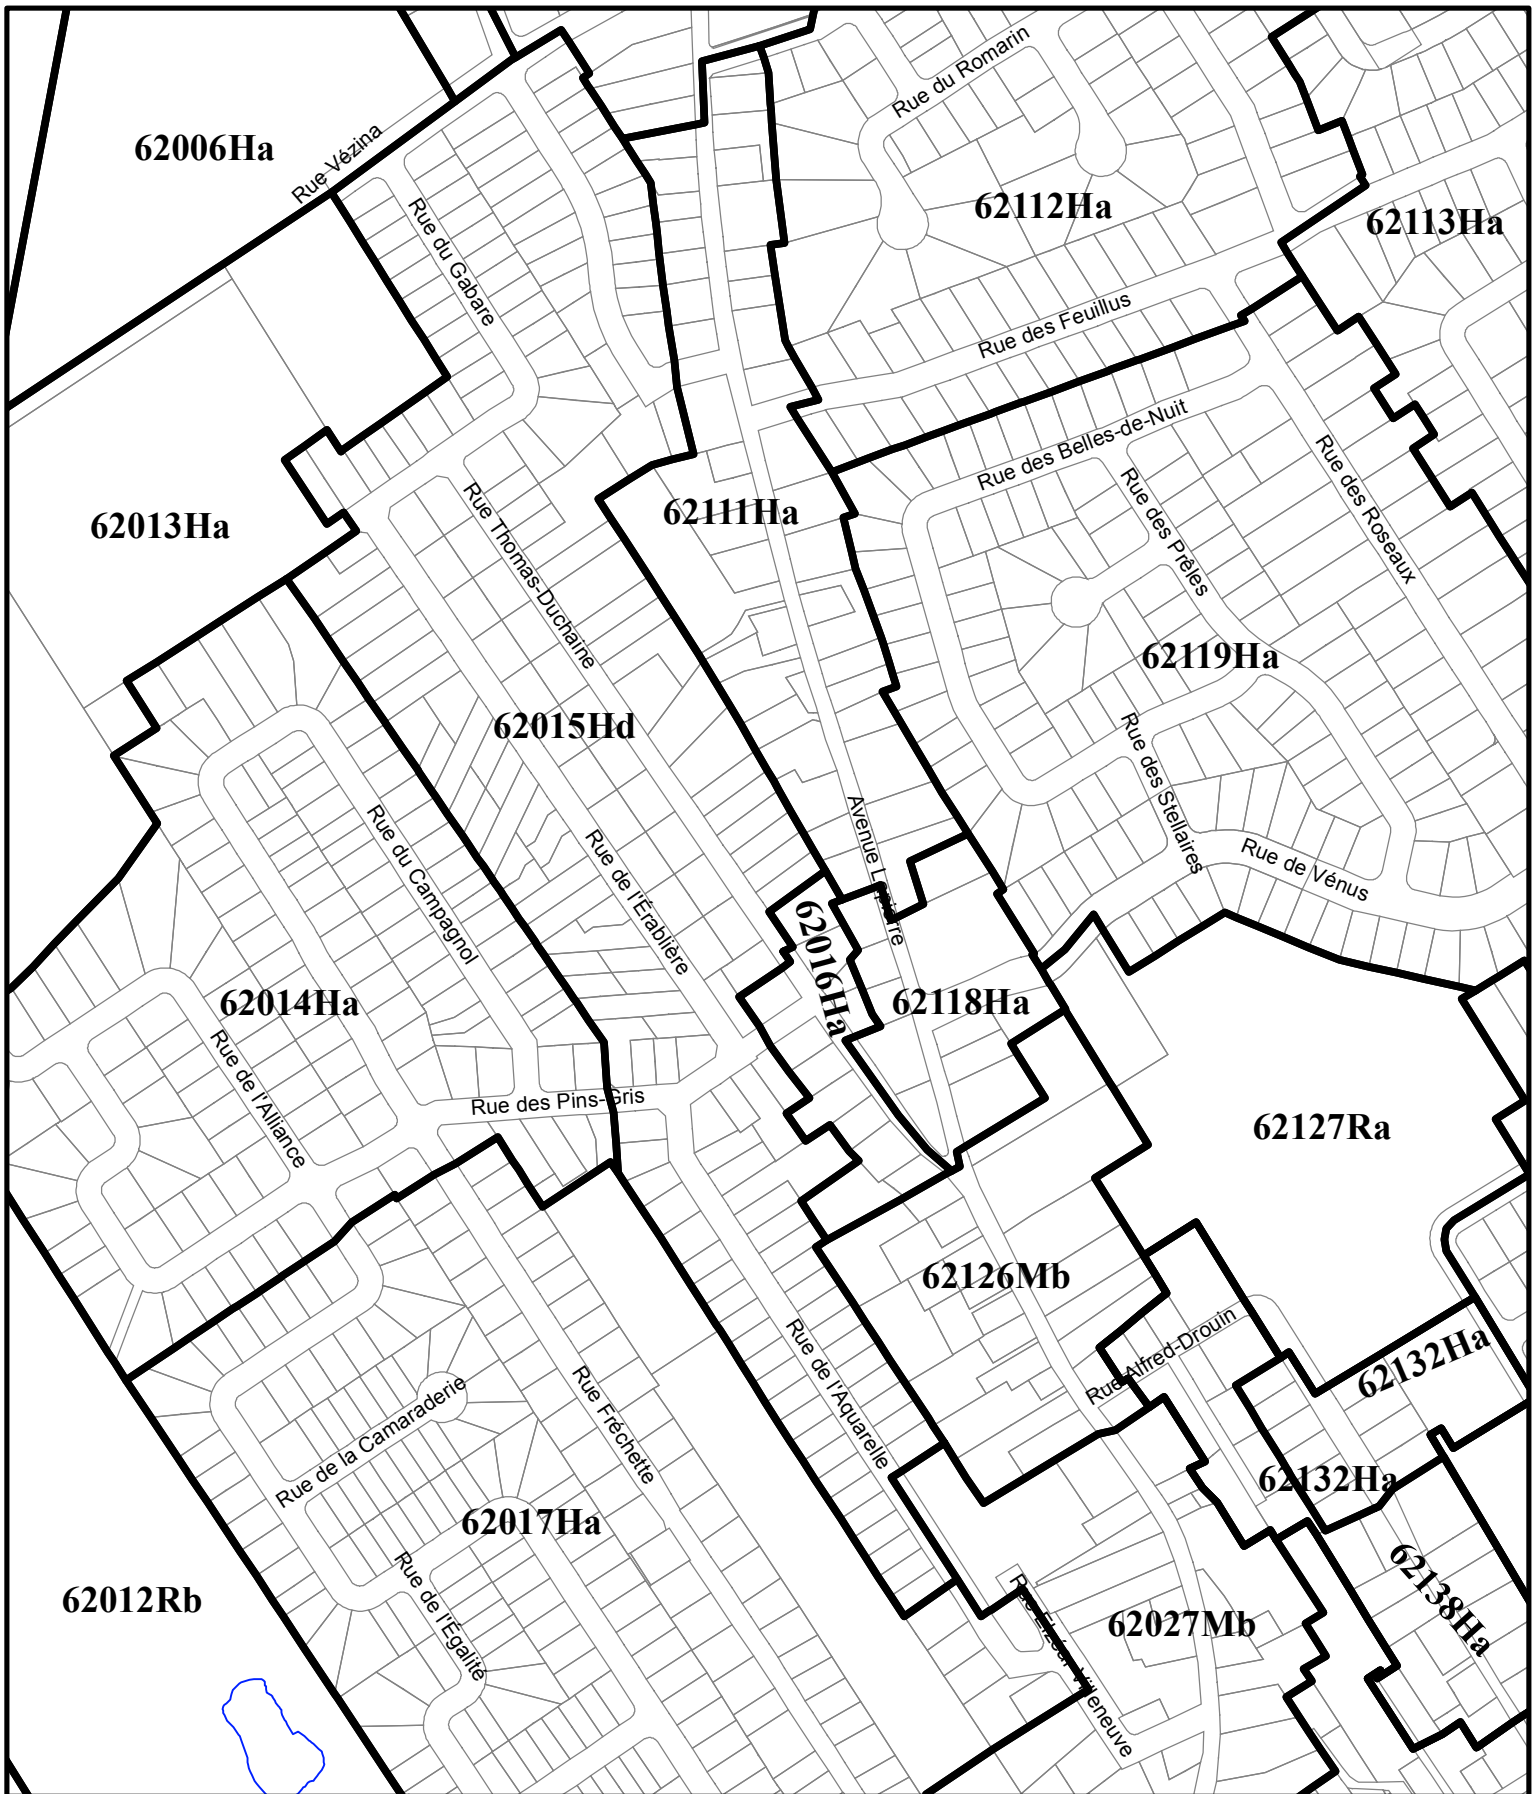 Rue du Romarin
62006Ha
Rue Vézina
62112Ha
62113Ha
Rue du Gabare
Rue des Feuillus
Rue des Belles-de-Nuit
62013Ha
62111Ha
Rue Thomas-Duchaine
Rue des Prêles
Rue des Roseaux
62119Ha
62015Hd
Rue des Stellaires
Rue du Campagnol
Rue de l'Érablière
Avenue Lapierre
Rue de Vénus
62016Ha
62014Ha
62118Ha
Rue de l'Alliance
Rue des Pins-Gris
62127Ra
62126Mb
Rue Alfred-Drouin
62132Ha
Rue de l'Aquarelle
Rue Fréchette
Rue de la Camaraderie
62132Ha
62017Ha
62012Rb
Rue de l'Égalité
Rue Elzéar-Villeneuve
62027Mb
62138Ha